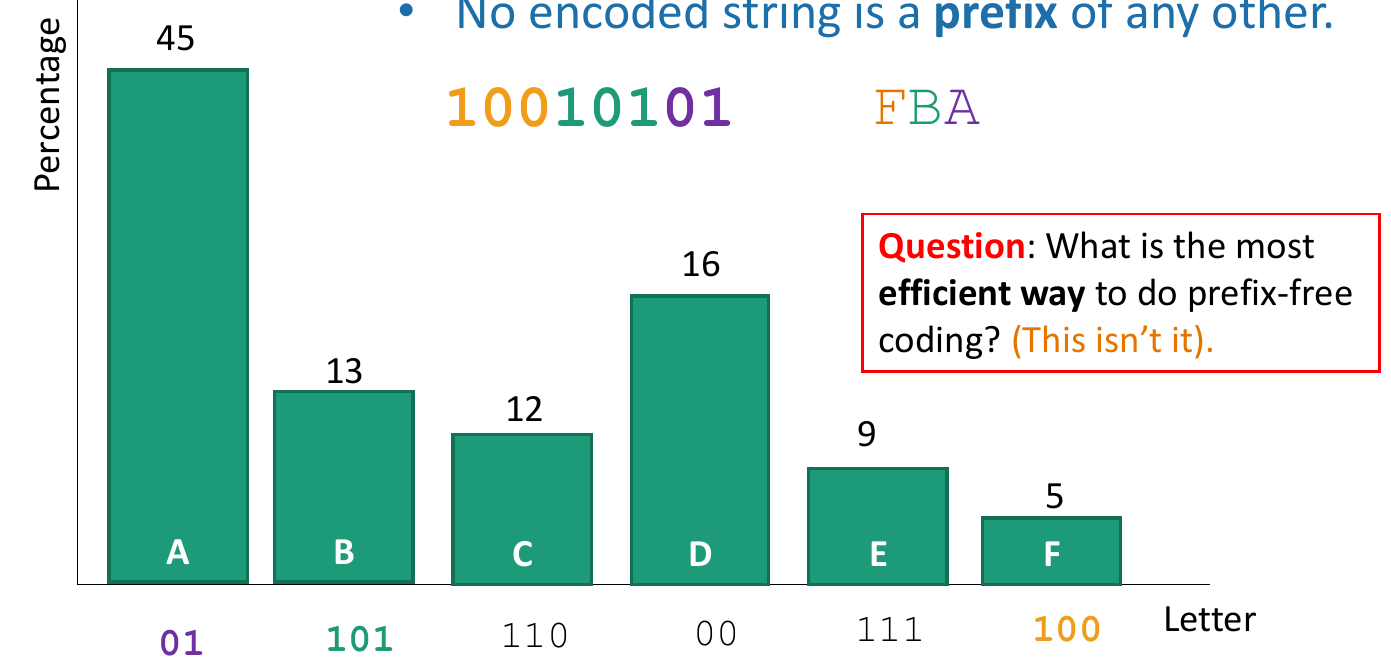 • No encoded string is a prefix of any other.
Percentage
45
10010101 FBA
16
Question: What is the most
efficient way to do prefix-free
coding? (This isn't it).
13
12
9
5
A B C D E F
01 101 110 00 111 100
Letter